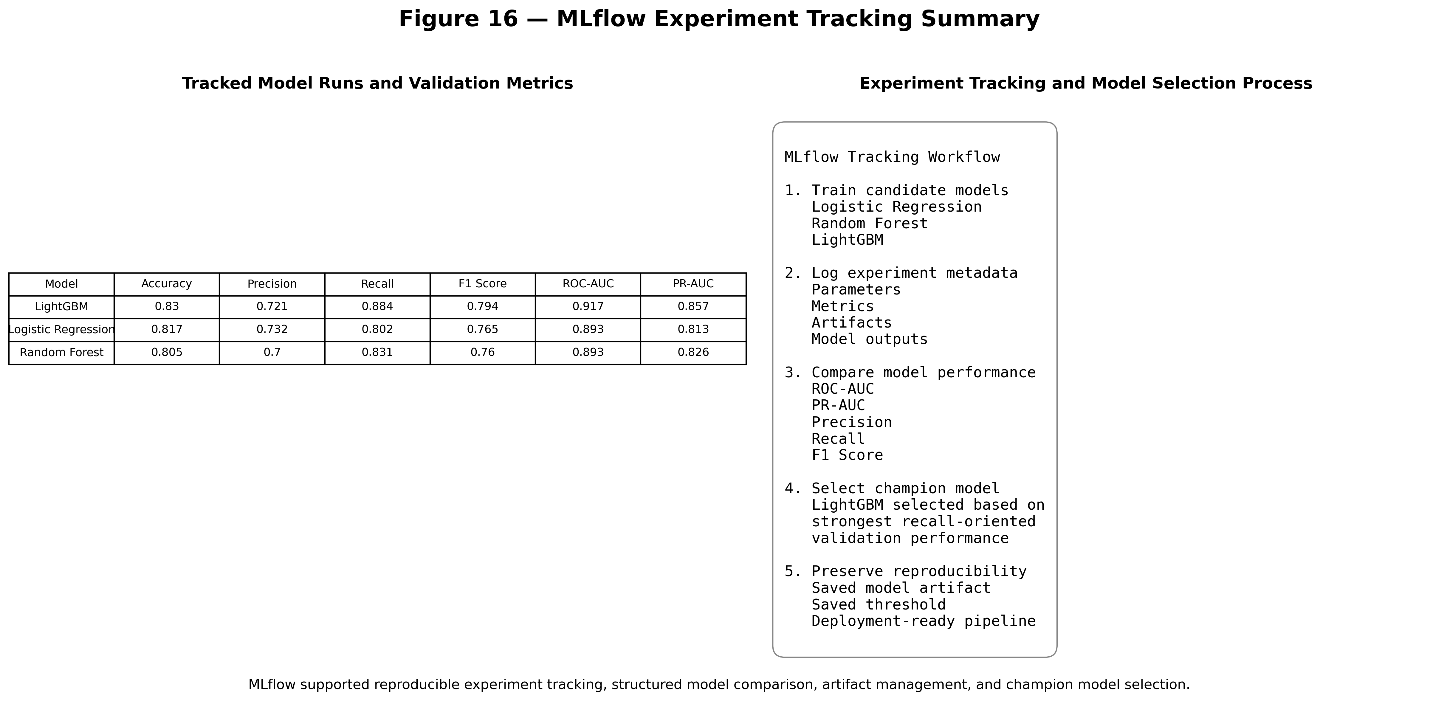 Figure 16 — MLflow Experiment Tracking Summary
Tracked Model Runs and Validation Metrics
Model Accuracy Precision Recall F1 Score ROC-AUC PR-AUC
LightGBM 0.83 0.721 0.884 0.794 0.917 0.857
Logistic Regression 0.817 0.732 0.802 0.765 0.893 0.813
Random Forest 0.805 0.7 0.831 0.76 0.893 0.826
Experiment Tracking and Model Selection Process
MLflow Tracking Workflow
1. Train candidate models
Logistic Regression
Random Forest
LightGBM
2. Log experiment metadata
Parameters
Metrics
Artifacts
Model outputs
3. Compare model performance
ROC-AUC
PR-AUC
Precision
Recall
F1 Score
4. Select champion model
LightGBM selected based on
strongest recall-oriented
validation performance
5. Preserve reproducibility
Saved model artifact
Saved threshold
Deployment-ready pipeline
MLflow supported reproducible experiment tracking, structured model comparison, artifact management, and champion model selection.